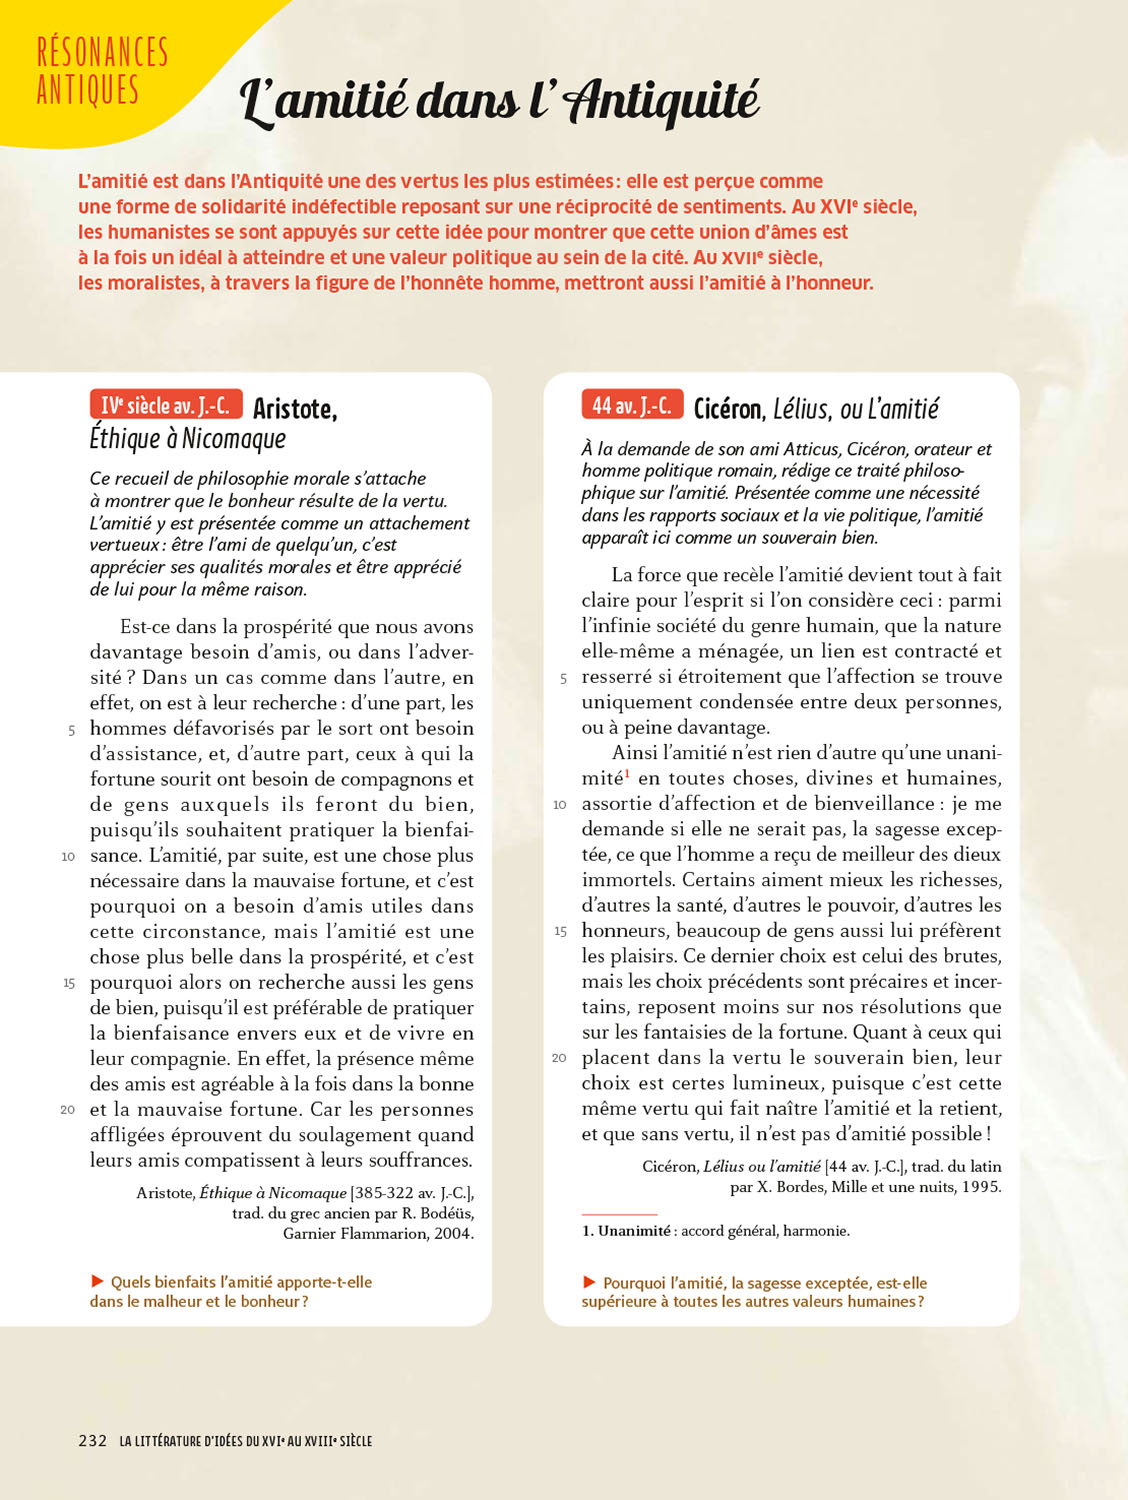 RÉSONANCES
ANTIQUES
L'amitié dans l'Antiquité
L'amitié est dans l'Antiquité une des vertus les plus estimées : elle est perçue comme
une forme de solidarité indéfectible reposant sur une réciprocité de sentiments. Au XVIe siècle,
les humanistes se sont appuyés sur cette idée pour montrer que cette union d'âmes est
à la fois un idéal à atteindre et une valeur politique au sein de la cité. Au XVIIe siècle,
les moralistes, à travers la figure de l'honnête homme, mettront aussi l'amitié à l'honneur.
IVe siècle av. J.-C. Aristote,
Éthique à Nicomaque
Ce recueil de philosophie morale s'attache
à montrer que le bonheur résulte de la vertu.
L'amitié y est présentée comme un attachement
vertueux : être l'ami de quelqu'un, c'est
apprécier ses qualités morales et être apprécié
de lui pour la même raison.
Est-ce dans la prospérité que nous avons
davantage besoin d'amis, ou dans l'adver-
sité ? Dans un cas comme dans l'autre, en
effet, on est à leur recherche : d'une part, les
5 hommes défavorisés par le sort ont besoin
d'assistance, et, d'autre part, ceux à qui la
fortune sourit ont besoin de compagnons et
de gens auxquels ils feront du bien,
puisqu'ils souhaitent pratiquer la bienfai-
10 sance. L'amitié, par suite, est une chose plus
nécessaire dans la mauvaise fortune, et c'est
pourquoi on a besoin d'amis utiles dans
cette circonstance, mais l'amitié est une
chose plus belle dans la prospérité, et c'est
15 pourquoi alors on recherche aussi les gens
de bien, puisqu'il est préférable de pratiquer
la bienfaisance envers eux et de vivre en
leur compagnie. En effet, la présence même
des amis est agréable à la fois dans la bonne
20 et la mauvaise fortune. Car les personnes
affligées éprouvent du soulagement quand
leurs amis compatissent à leurs souffrances.
Aristote, Éthique à Nicomaque [385-322 av. J.-C.],
trad. du grec ancien par R. Bodéüs,
Garnier Flammarion, 2004.
► Quels bienfaits l'amitié apporte-t-elle
dans le malheur et le bonheur ?
44 av. J.-C. Cicéron, Lélius, ou L'amitié
À la demande de son ami Atticus, Cicéron, orateur et
homme politique romain, rédige ce traité philoso-
phique sur l'amitié. Présentée comme une nécessité
dans les rapports sociaux et la vie politique, l'amitié
apparaît ici comme un souverain bien.
La force que recèle l'amitié devient tout à fait
claire pour l'esprit si l'on considère ceci : parmi
l'infinie société du genre humain, que la nature
elle-même a ménagée, un lien est contracté et
5 resserré si étroitement que l'affection se trouve
uniquement condensée entre deux personnes,
ou à peine davantage.
Ainsi l'amitié n'est rien d'autre qu'une unani-
mité1 en toutes choses, divines et humaines,
10 assortie d'affection et de bienveillance : je me
demande si elle ne serait pas, la sagesse excep-
tée, ce que l'homme a reçu de meilleur des dieux
immortels. Certains aiment mieux les richesses,
d'autres la santé, d'autres le pouvoir, d'autres les
15 honneurs, beaucoup de gens aussi lui préfèrent
les plaisirs. Ce dernier choix est celui des brutes,
mais les choix précédents sont précaires et incer-
tains, reposent moins sur nos résolutions que
sur les fantaisies de la fortune. Quant à ceux qui
20 placent dans la vertu le souverain bien, leur
choix est certes lumineux, puisque c'est cette
même vertu qui fait naître l'amitié et la retient,
et que sans vertu, il n'est pas d'amitié possible !
Cicéron, Lélius ou l'amitié [44 av. J.-C.], trad. du latin
par X. Bordes, Mille et une nuits, 1995.
1. Unanimité : accord général, harmonie.
► Pourquoi l'amitié, la sagesse exceptée, est-elle
supérieure à toutes les autres valeurs humaines ?
232 LA LITTÉRATURE D'IDÉES DU XVIe AU XVIIIe SIÈCLE